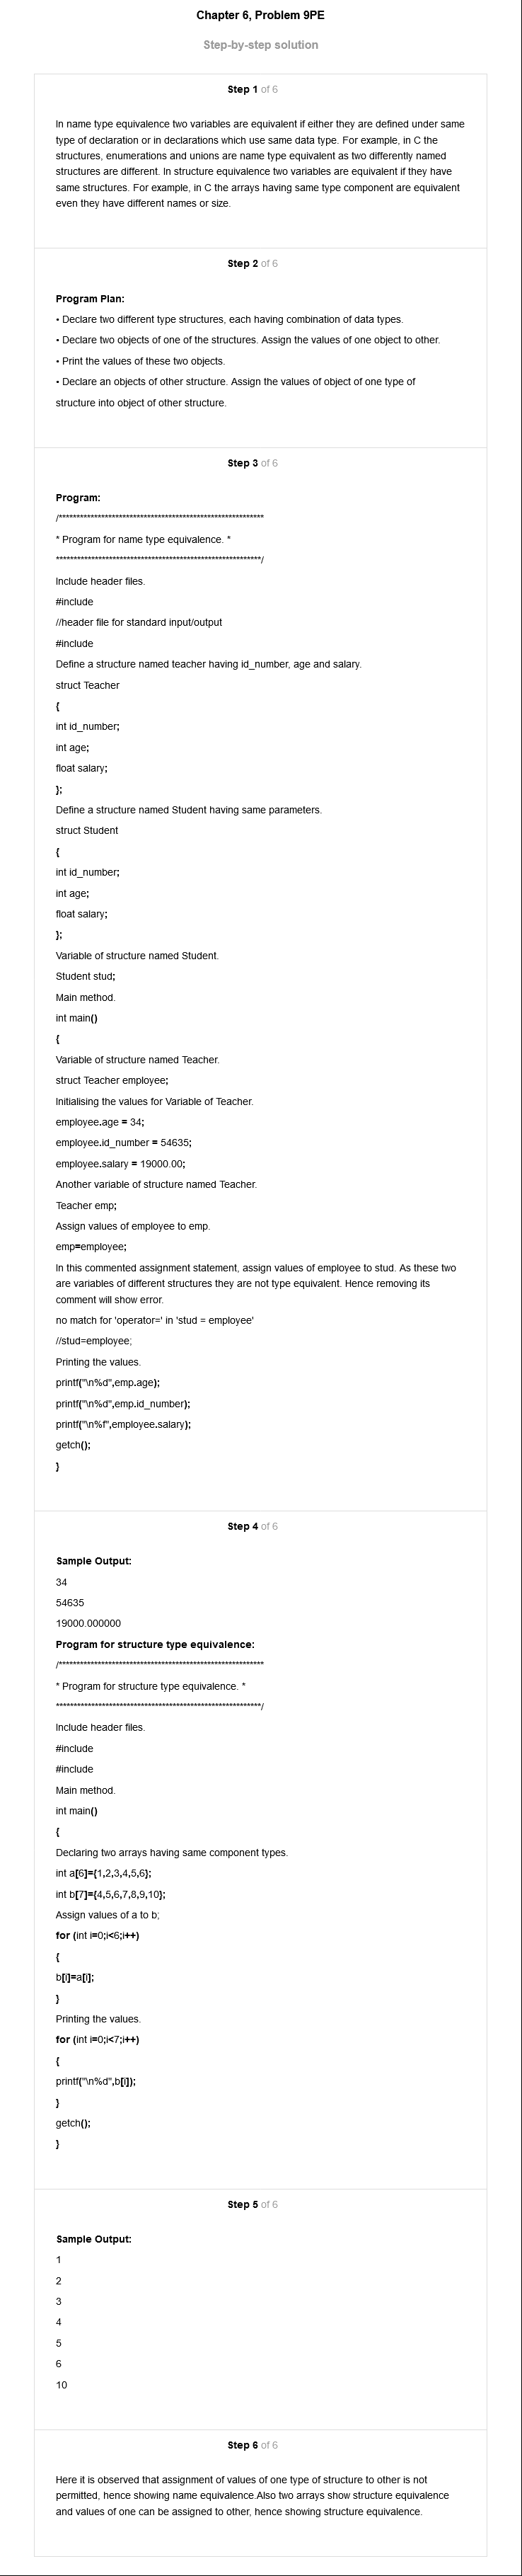 Chapter 6, Problem 9PE
Step-by-step solution
Step 1 of 6
In name type equivalence two variables are equivalent if either they are defined under same
type of declaration or in declarations which use same data type. For example, in C the
structures, enumerations and unions are name type equivalent as two differently named
structures are different. In structure equivalence two variables are equivalent if they have
same structures. For example, in C the arrays having same type component are equivalent
even they have different names or size.
Step 2 of 6
Program Plan:
• Declare two different type structures, each having combination of data types.
• Declare two objects of one of the structures. Assign the values of one object to other.
• Print the values of these two objects.
• Declare an objects of other structure. Assign the values of object of one type of
structure into object of other structure.
Step 3 of 6
Program:
/**********************************************************
* Program for name type equivalence. *
**********************************************************/
Include header files.
#include
//header file for standard input/output
#include
Define a structure named teacher having id_number, age and salary.
struct Teacher
{
int id_number;
int age;
float salary;
};
Define a structure named Student having same parameters.
struct Student
{
int id_number;
int age;
float salary;
};
Variable of structure named Student.
Student stud;
Main method.
int main()
{
Variable of structure named Teacher.
struct Teacher employee;
Initialising the values for Variable of Teacher.
employee.age = 34;
employee.id_number = 54635;
employee.salary = 19000.00;
Another variable of structure named Teacher.
Teacher emp;
Assign values of employee to emp.
emp=employee;
In this commented assignment statement, assign values of employee to stud. As these two
are variables of different structures they are not type equivalent. Hence removing its
comment will show error.
no match for 'operator=' in 'stud = employee'
//stud=employee;
Printing the values.
printf("\n%d",emp.age);
printf("\n%d",emp.id_number);
printf("\n%f",employee.salary);
getch();
}
Step 4 of 6
Sample Output:
34
54635
19000.000000
Program for structure type equivalence:
/**********************************************************
* Program for structure type equivalence. *
**********************************************************/
Include header files.
#include
#include
Main method.
int main()
{
Declaring two arrays having same component types.
int a[6]={1,2,3,4,5,6};
int b[7]={4,5,6,7,8,9,10};
Assign values of a to b;
for (int i=0;i<6;i++)
{
b[i]=a[i];
}
Printing the values.
for (int i=0;i<7;i++)
{
printf("\n%d",b[i]);
}
getch();
}
Step 5 of 6
Sample Output:
1
2
3
4
5
6
10
Step 6 of 6
Here it is observed that assignment of values of one type of structure to other is not
permitted, hence showing name equivalence.Also two arrays show structure equivalence
and values of one can be assigned to other, hence showing structure equivalence.